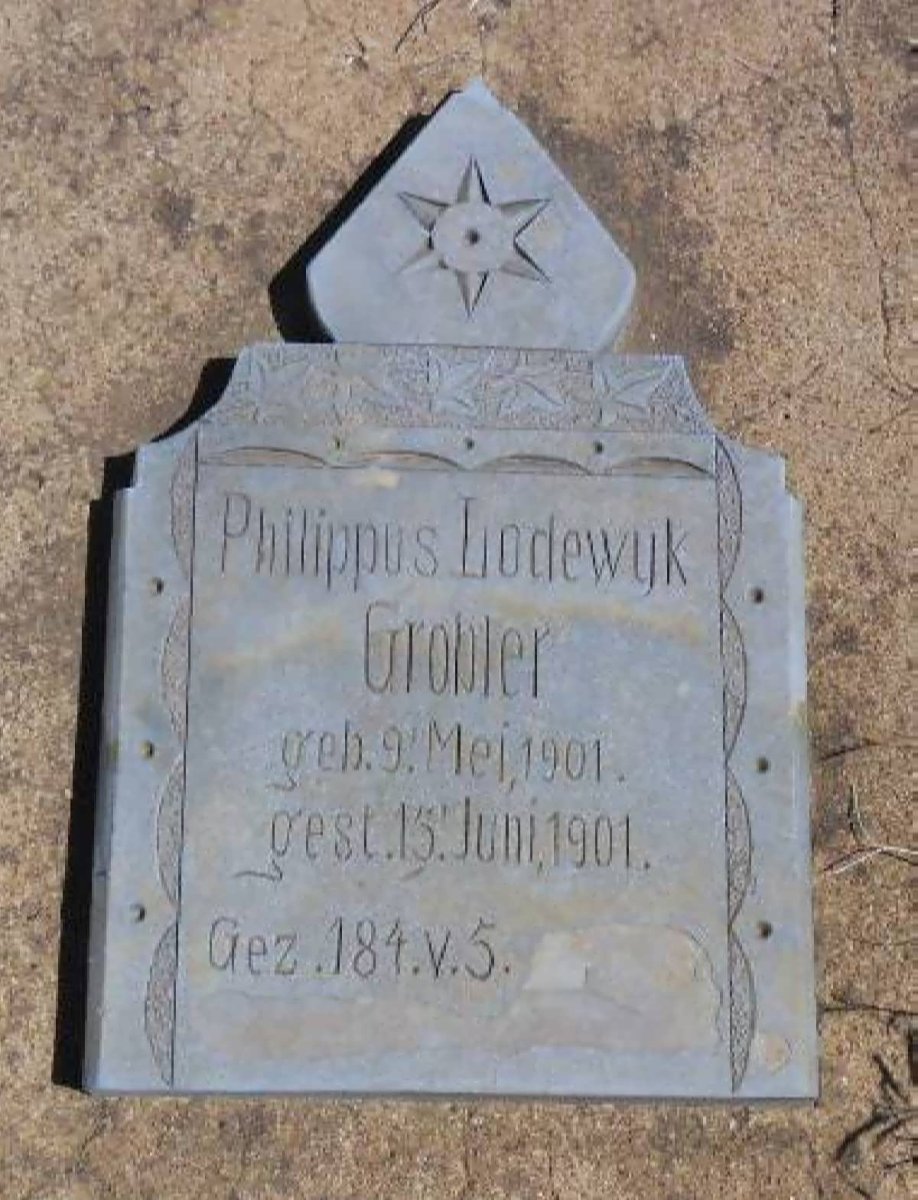 Philippus Lodewyk
Grobler
geb. 9' Mei, 1901.
gest. 15' Juni, 1901.
Gez. 184. v. 5.